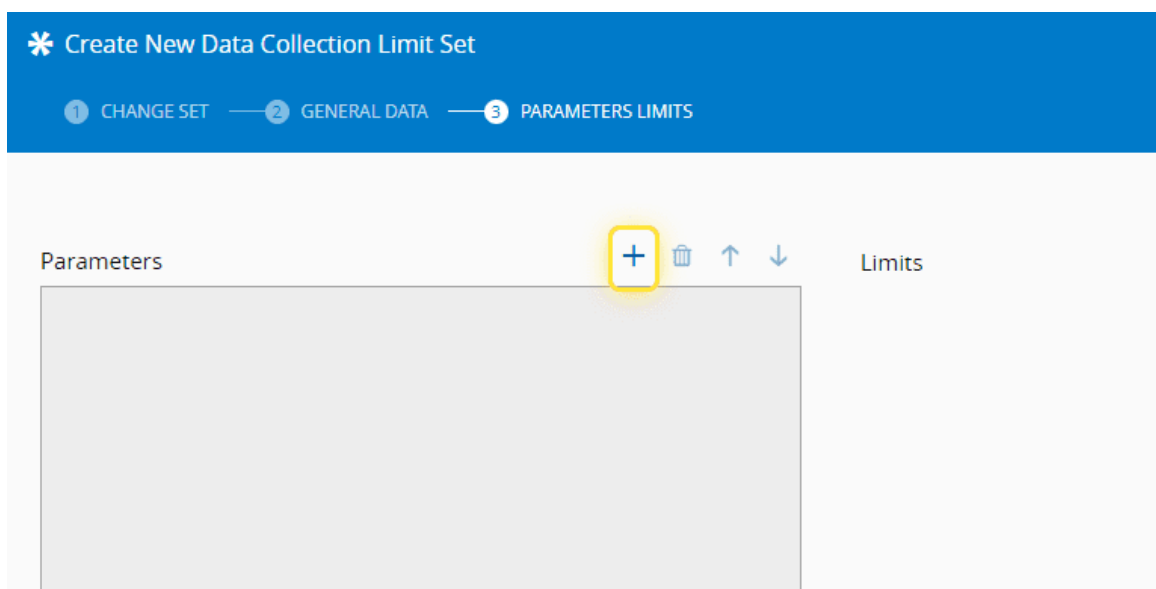 Create New Data Collection Limit Set
1 CHANGE SET 2 GENERAL DATA 3 PARAMETERS LIMITS
Parameters
Limits